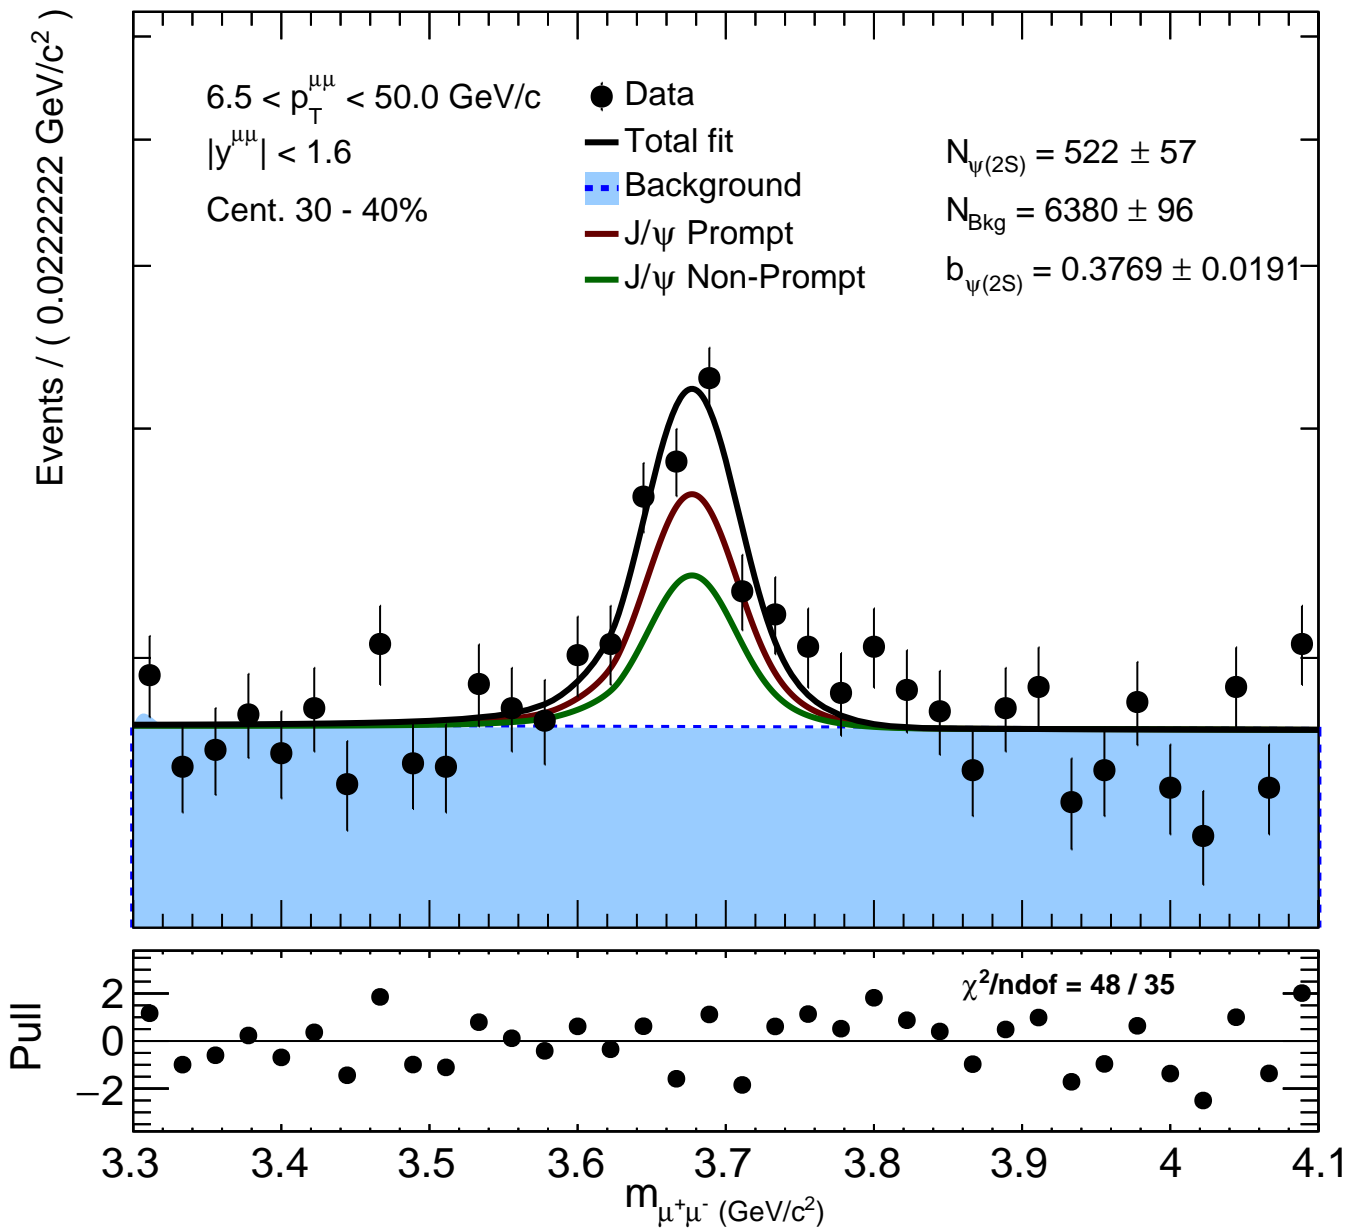 Events / ( 0.0222222 GeV/c² )
6.5 < p_T^μμ < 50.0 GeV/c
|y^μμ| < 1.6
Cent. 30 - 40%
Data
Total fit
Background
J/ψ Prompt
J/ψ Non-Prompt
N_ψ(2S) = 522 ± 57
N_Bkg = 6380 ± 96
b_ψ(2S) = 0.3769 ± 0.0191
Pull
2
0
−2
χ²/ndof = 48 / 35
3.3 3.4 3.5 3.6 3.7 3.8 3.9 4 4.1
m_μ⁺μ⁻ (GeV/c²)